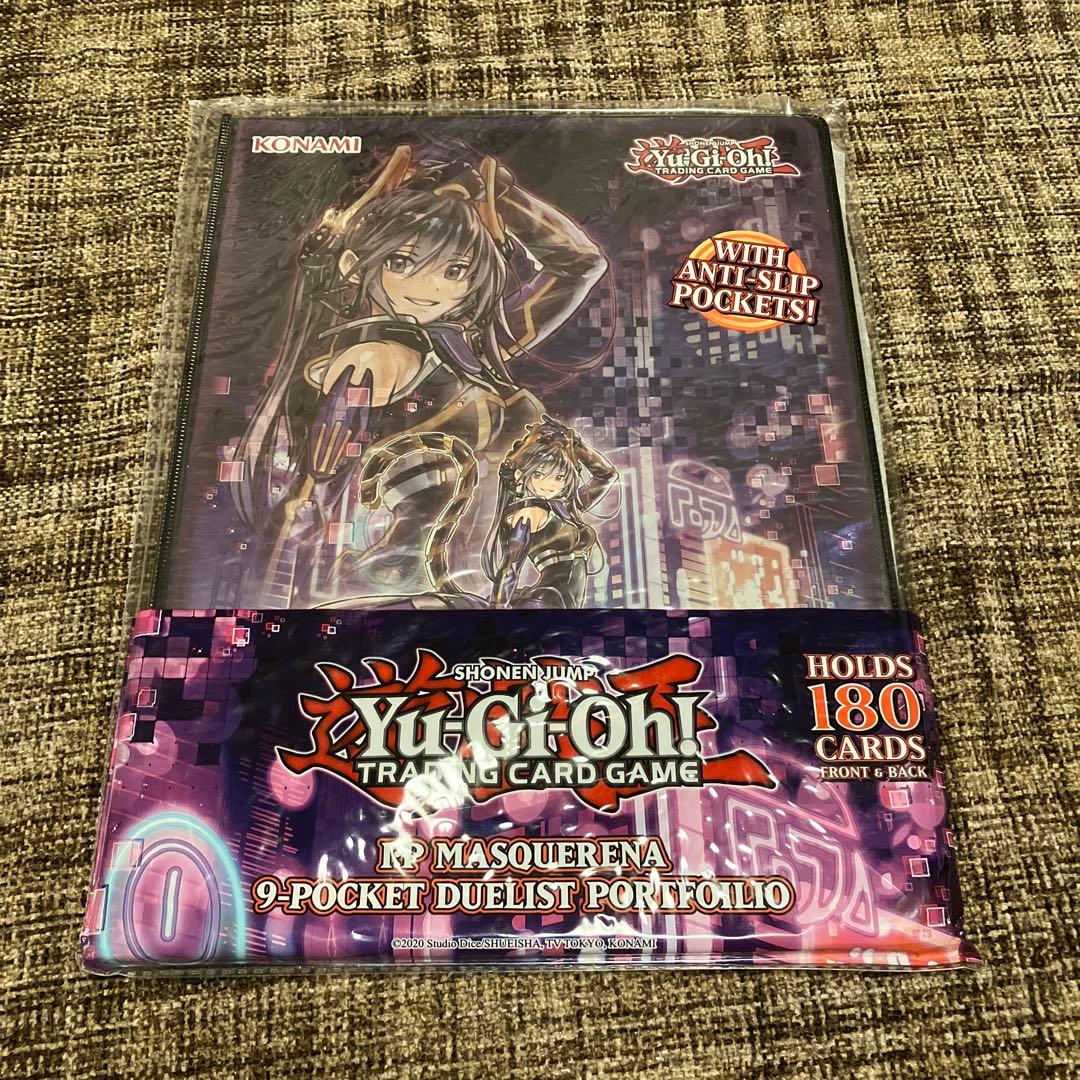 KONAMI
SHONEN JUMP
Yu-Gi-Oh!
TRADING CARD GAME
WITH
ANTI-SLIP
POCKETS!
SHONEN JUMP
Yu-Gi-Oh!
TRADING CARD GAME
HOLDS
180
CARDS
FRONT & BACK
I:P MASQUERENA
9-POCKET DUELIST PORTFOILIO
©2020 Studio Dice/SHUEISHA, TV TOKYO, KONAMI